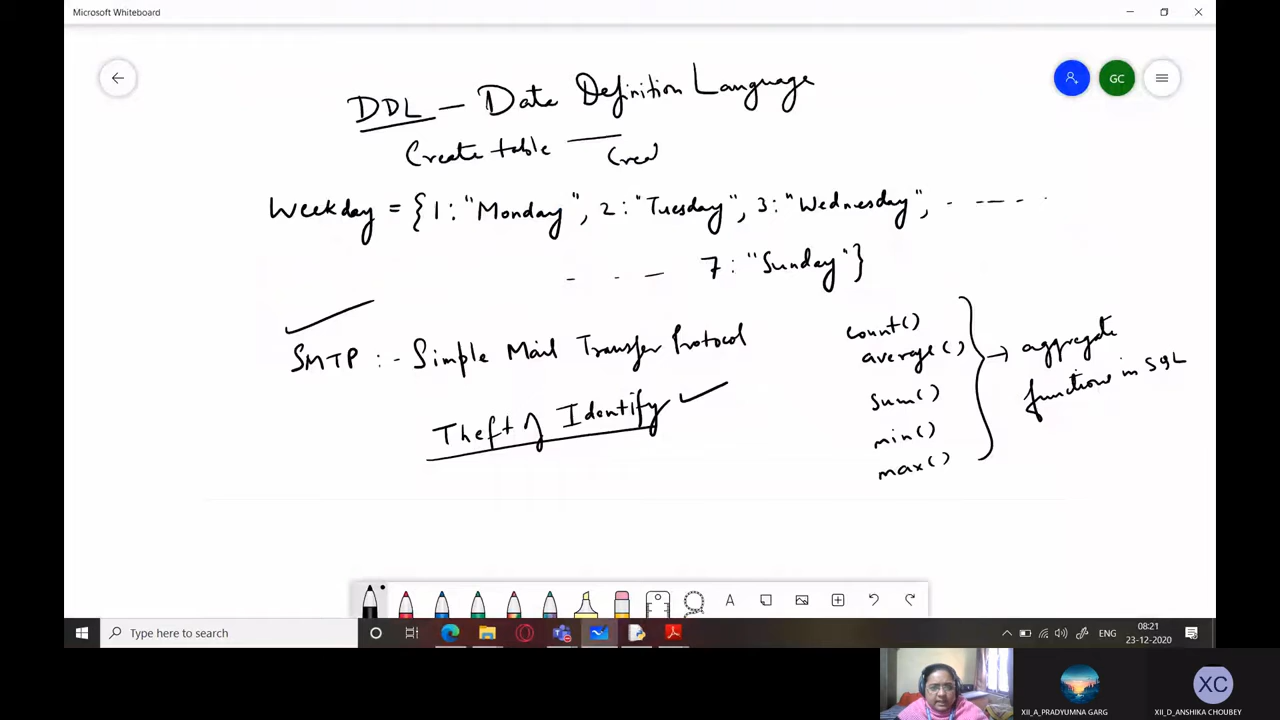 Microsoft Whiteboard
GC
DDL — Data Definition Language
Create table —— (creat
Weekday = {1: "Monday", 2: "Tuesday", 3: "Wednesday", - -- - -
- - - 7: "Sunday"}
SMTP :- Simple Mail Transfer Protocol
Theft of Identify
count()
average()
sum()
min()
max()
→ aggregate
functions in SQL
A
Type here to search
ENG
08:21
23-12-2020
XII_A_PRADYUMNA GARG
XC
XII_D_ANSHIKA CHOUBEY